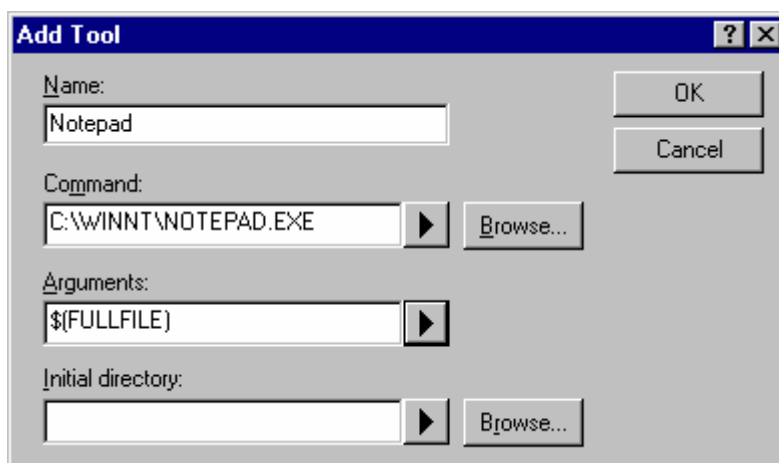 Add Tool
Name:
OK
Notepad
Cancel
Command:
C:\WINNT\NOTEPAD.EXE
Browse...
Arguments:
$(FULLFILE)
Initial directory:
Browse...